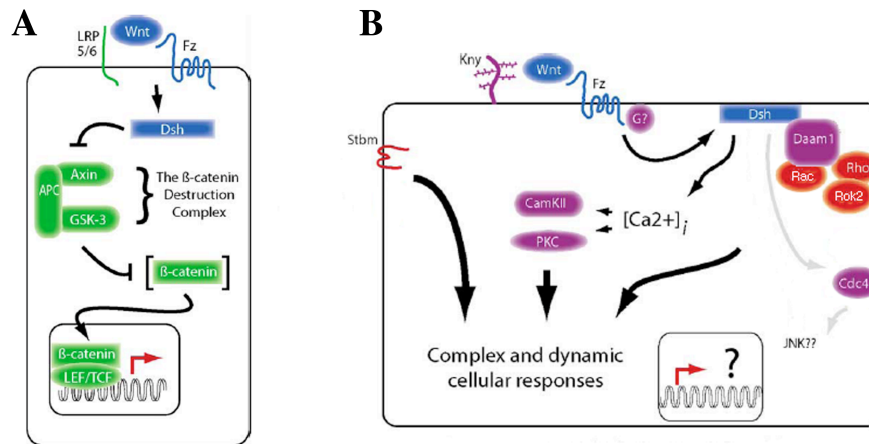 A
LRP
5/6
Wnt
Fz
Dsh
APC
Axin
GSK-3
The ß-catenin
Destruction
Complex
ß-catenin
ß-catenin
LEF/TCF
B
Kny
Wnt
Fz
G?
Dsh
Daam1
Rac
Rho
Rok2
Stbm
CamKII
PKC
[Ca2+]i
Cdc4
JNK??
Complex and dynamic
cellular responses
?